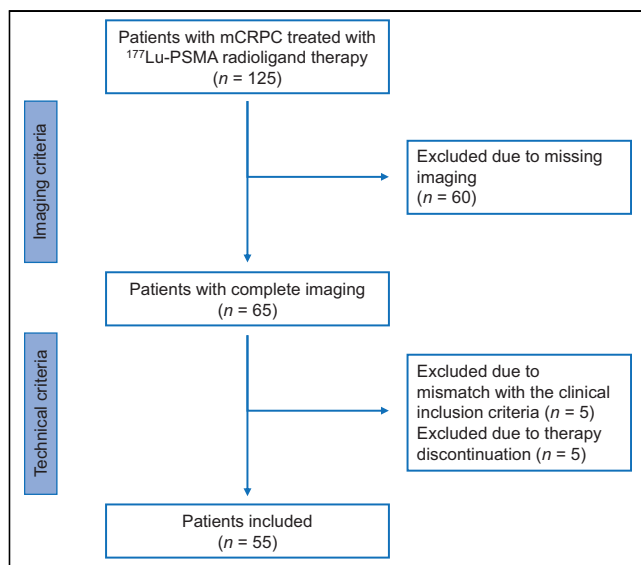 Patients with mCRPC treated with
¹⁷⁷Lu-PSMA radioligand therapy
(n = 125)
Imaging criteria
Excluded due to missing
imaging
(n = 60)
Patients with complete imaging
(n = 65)
Technical criteria
Excluded due to
mismatch with the clinical
inclusion criteria (n = 5)
Excluded due to therapy
discontinuation (n = 5)
Patients included
(n = 55)